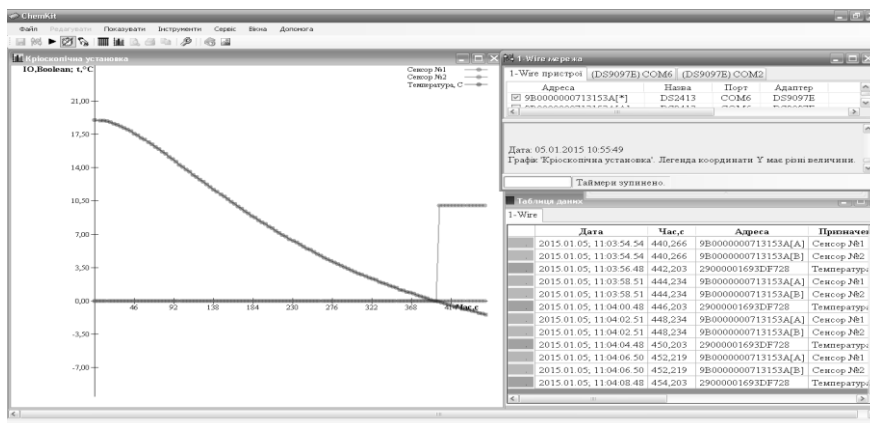 ChemKit
Файл Редагувати Показувати Інструменти Сервіс Вікна Допомога
Кріоскопічна установка
IO,Boolean; t,°C
Сенсор №1
Сенсор №2
Температура, С
21,00
17,50
14,00
10,50
7,00
3,50
0,00
-3,50
-7,00
46 92 138 184 230 276 322 368 414 Час,с
1-Wire мережа
1-Wire пристрої (DS9097E) COM6 (DS9097E) COM2
Адреса Назва Порт Адаптер
9B0000000713153A[*] DS2413 COM6 DS9097E
Дата: 05.01.2015 10:55:49
Графік 'Кріоскопічна установка'. Легенда координати Y має різні величини.
Таймери зупинено.
Таблиця даних
1-Wire
Дата Час,с Адреса Призначе
2015.01.05; 11:03:54.54 440,266 9B0000000713153A[A] Сенсор №1
2015.01.05; 11:03:54.54 440,266 9B0000000713153A[B] Сенсор №2
2015.01.05; 11:03:56.48 442,203 29000001693DF728 Температура
2015.01.05; 11:03:58.51 444,234 9B0000000713153A[A] Сенсор №1
2015.01.05; 11:03:58.51 444,234 9B0000000713153A[B] Сенсор №2
2015.01.05; 11:04:00.48 446,203 29000001693DF728 Температура
2015.01.05; 11:04:02.51 448,234 9B0000000713153A[A] Сенсор №1
2015.01.05; 11:04:02.51 448,234 9B0000000713153A[B] Сенсор №2
2015.01.05; 11:04:04.48 450,203 29000001693DF728 Температура
2015.01.05; 11:04:06.50 452,219 9B0000000713153A[A] Сенсор №1
2015.01.05; 11:04:06.50 452,219 9B0000000713153A[B] Сенсор №2
2015.01.05; 11:04:08.48 454,203 29000001693DF728 Температура